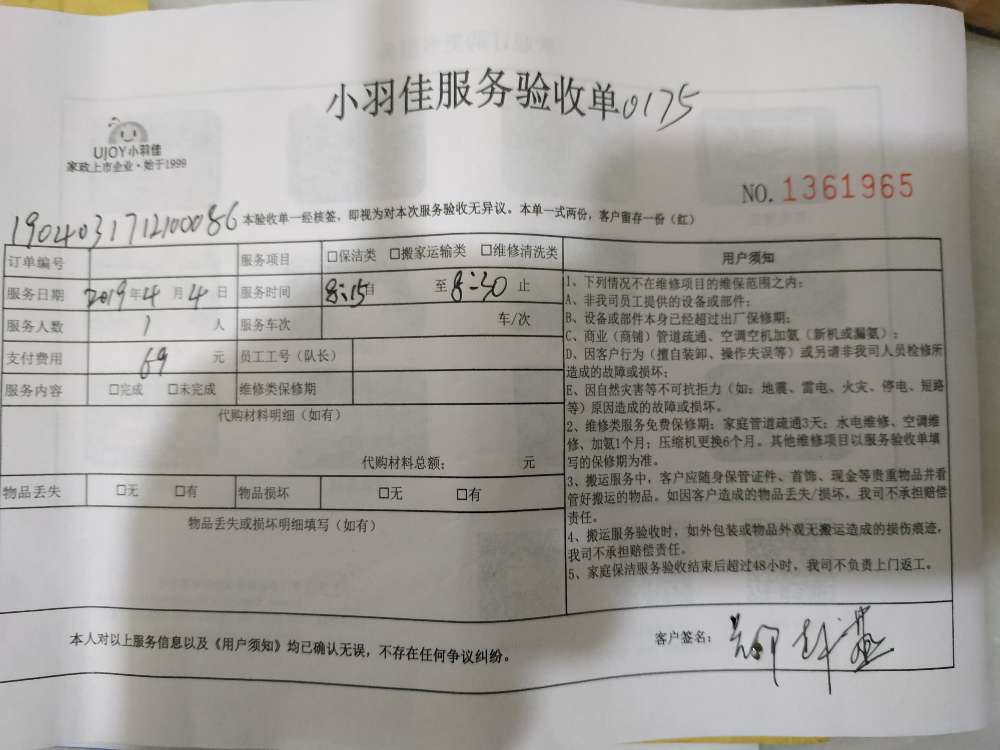 小羽佳服务验收单0175
UJOY小羽佳
家政上市企业·始于1999
NO.1361965
1904031712100086
本验收单一经核签，即视为对本次服务验收无异议。本单一式两份，客户留存一份（红）
订单编号 服务项目 □保洁类 □搬家运输类 □维修清洗类
服务日期 2019年4月4日 服务时间 8:15自 至8:30止
服务人数 1人 服务车次 车/次
支付费用 69元 员工工号（队长）
服务内容 □完成 □未完成 维修类保修期
代购材料明细（如有）
代购材料总额： 元
物品丢失 □无 □有 物品损坏 □无 □有
物品丢失或损坏明细填写（如有）
用户须知
1、下列情况不在维修项目的维保范围之内：
A、非我司员工提供的设备或部件；
B、设备或部件本身已经超过出厂保修期；
C、商业（商铺）管道疏通、空调空机加氨（新机或漏氨）；
D、因客户行为（擅自装卸、操作失误等）或另请非我司人员检修所
造成的故障或损坏；
E、因自然灾害等不可抗拒力（如：地震、雷电、火灾、停电、短路
等）原因造成的故障或损坏。
2、维修类服务免费保修期：家庭管道疏通3天；水电维修、空调维
修、加氨1个月；压缩机更换6个月。其他维修项目以服务验收单填
写的保修期为准。
3、搬运服务中，客户应随身保管证件、首饰、现金等贵重物品并看
管好搬运的物品。如因客户造成的物品丢失/损坏，我司不承担赔偿
责任。
4、搬运服务验收时，如外包装或物品外观无搬运造成的损伤痕迹，
我司不承担赔偿责任。
5、家庭保洁服务验收结束后超过48小时，我司不负责上门返工。
本人对以上服务信息以及《用户须知》均已确认无误，不存在任何争议纠纷。
客户签名：